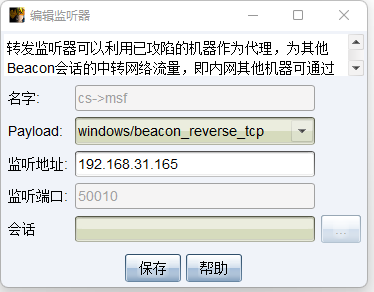 编辑监听器
转发监听器可以利用已攻陷的机器作为代理，为其他
Beacon会话的中转网络流量，即内网其他机器可通过
名字: cs->msf
Payload: windows/beacon_reverse_tcp
监听地址: 192.168.31.165
监听端口: 50010
会话 ...
保存 帮助